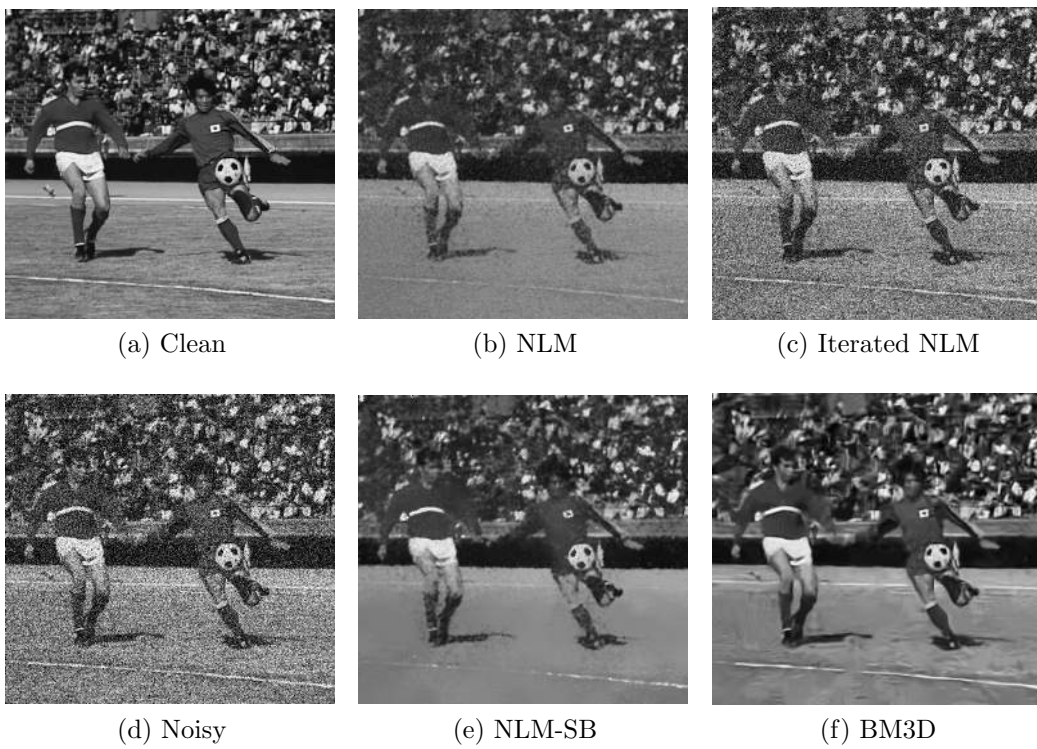 (a) Clean
(b) NLM
(c) Iterated NLM
(d) Noisy
(e) NLM-SB
(f) BM3D